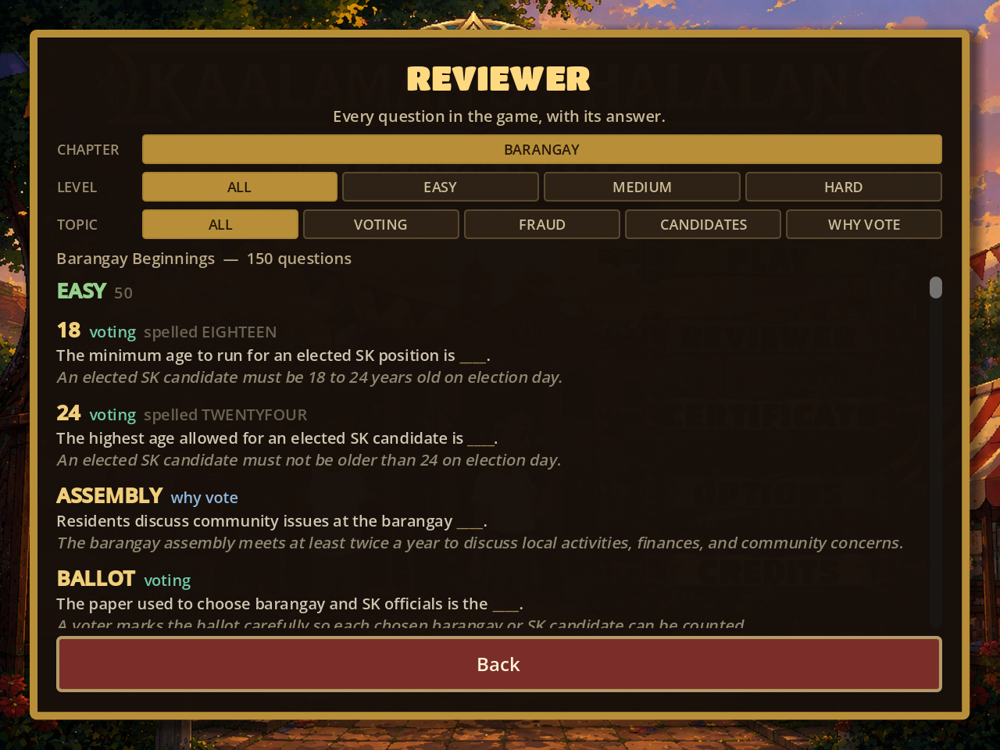 REVIEWER
Every question in the game, with its answer.
CHAPTER BARANGAY
LEVEL ALL EASY MEDIUM HARD
TOPIC ALL VOTING FRAUD CANDIDATES WHY VOTE
Barangay Beginnings — 150 questions
EASY 50
18 voting spelled EIGHTEEN
The minimum age to run for an elected SK position is ____.
An elected SK candidate must be 18 to 24 years old on election day.
24 voting spelled TWENTYFOUR
The highest age allowed for an elected SK candidate is ____.
An elected SK candidate must not be older than 24 on election day.
ASSEMBLY why vote
Residents discuss community issues at the barangay ____.
The barangay assembly meets at least twice a year to discuss local activities, finances, and community concerns.
BALLOT voting
The paper used to choose barangay and SK officials is the ____.
A voter marks the ballot carefully so each chosen barangay or SK candidate can be counted.
Back